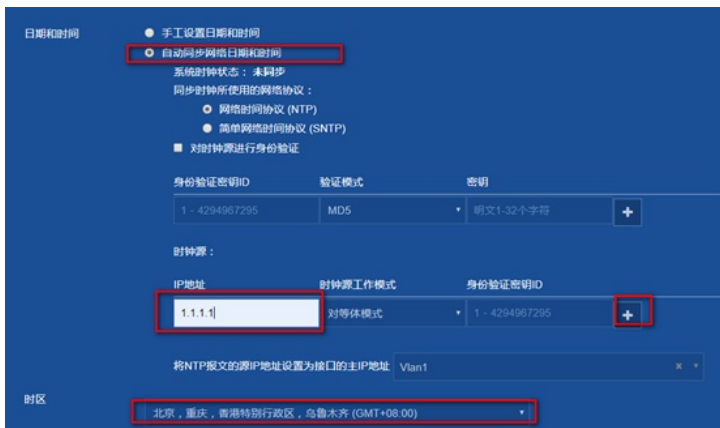 日期和时间
手工设置日期和时间
自动同步网络日期和时间
系统时钟状态： 未同步
同步时钟所使用的网络协议：
网络时间协议 (NTP)
简单网络时间协议 (SNTP)
对时钟源进行身份验证
身份验证密钥ID 验证模式 密钥
1 - 4294967295 MD5 明文1-32个字符 +
时钟源：
IP地址 时钟源工作模式 身份验证密钥ID
1.1.1.1 对等体模式 1 - 4294967295 +
将NTP报文的源IP地址设置为接口的主IP地址 Vlan1
时区
北京，重庆，香港特别行政区，乌鲁木齐 (GMT+08:00)